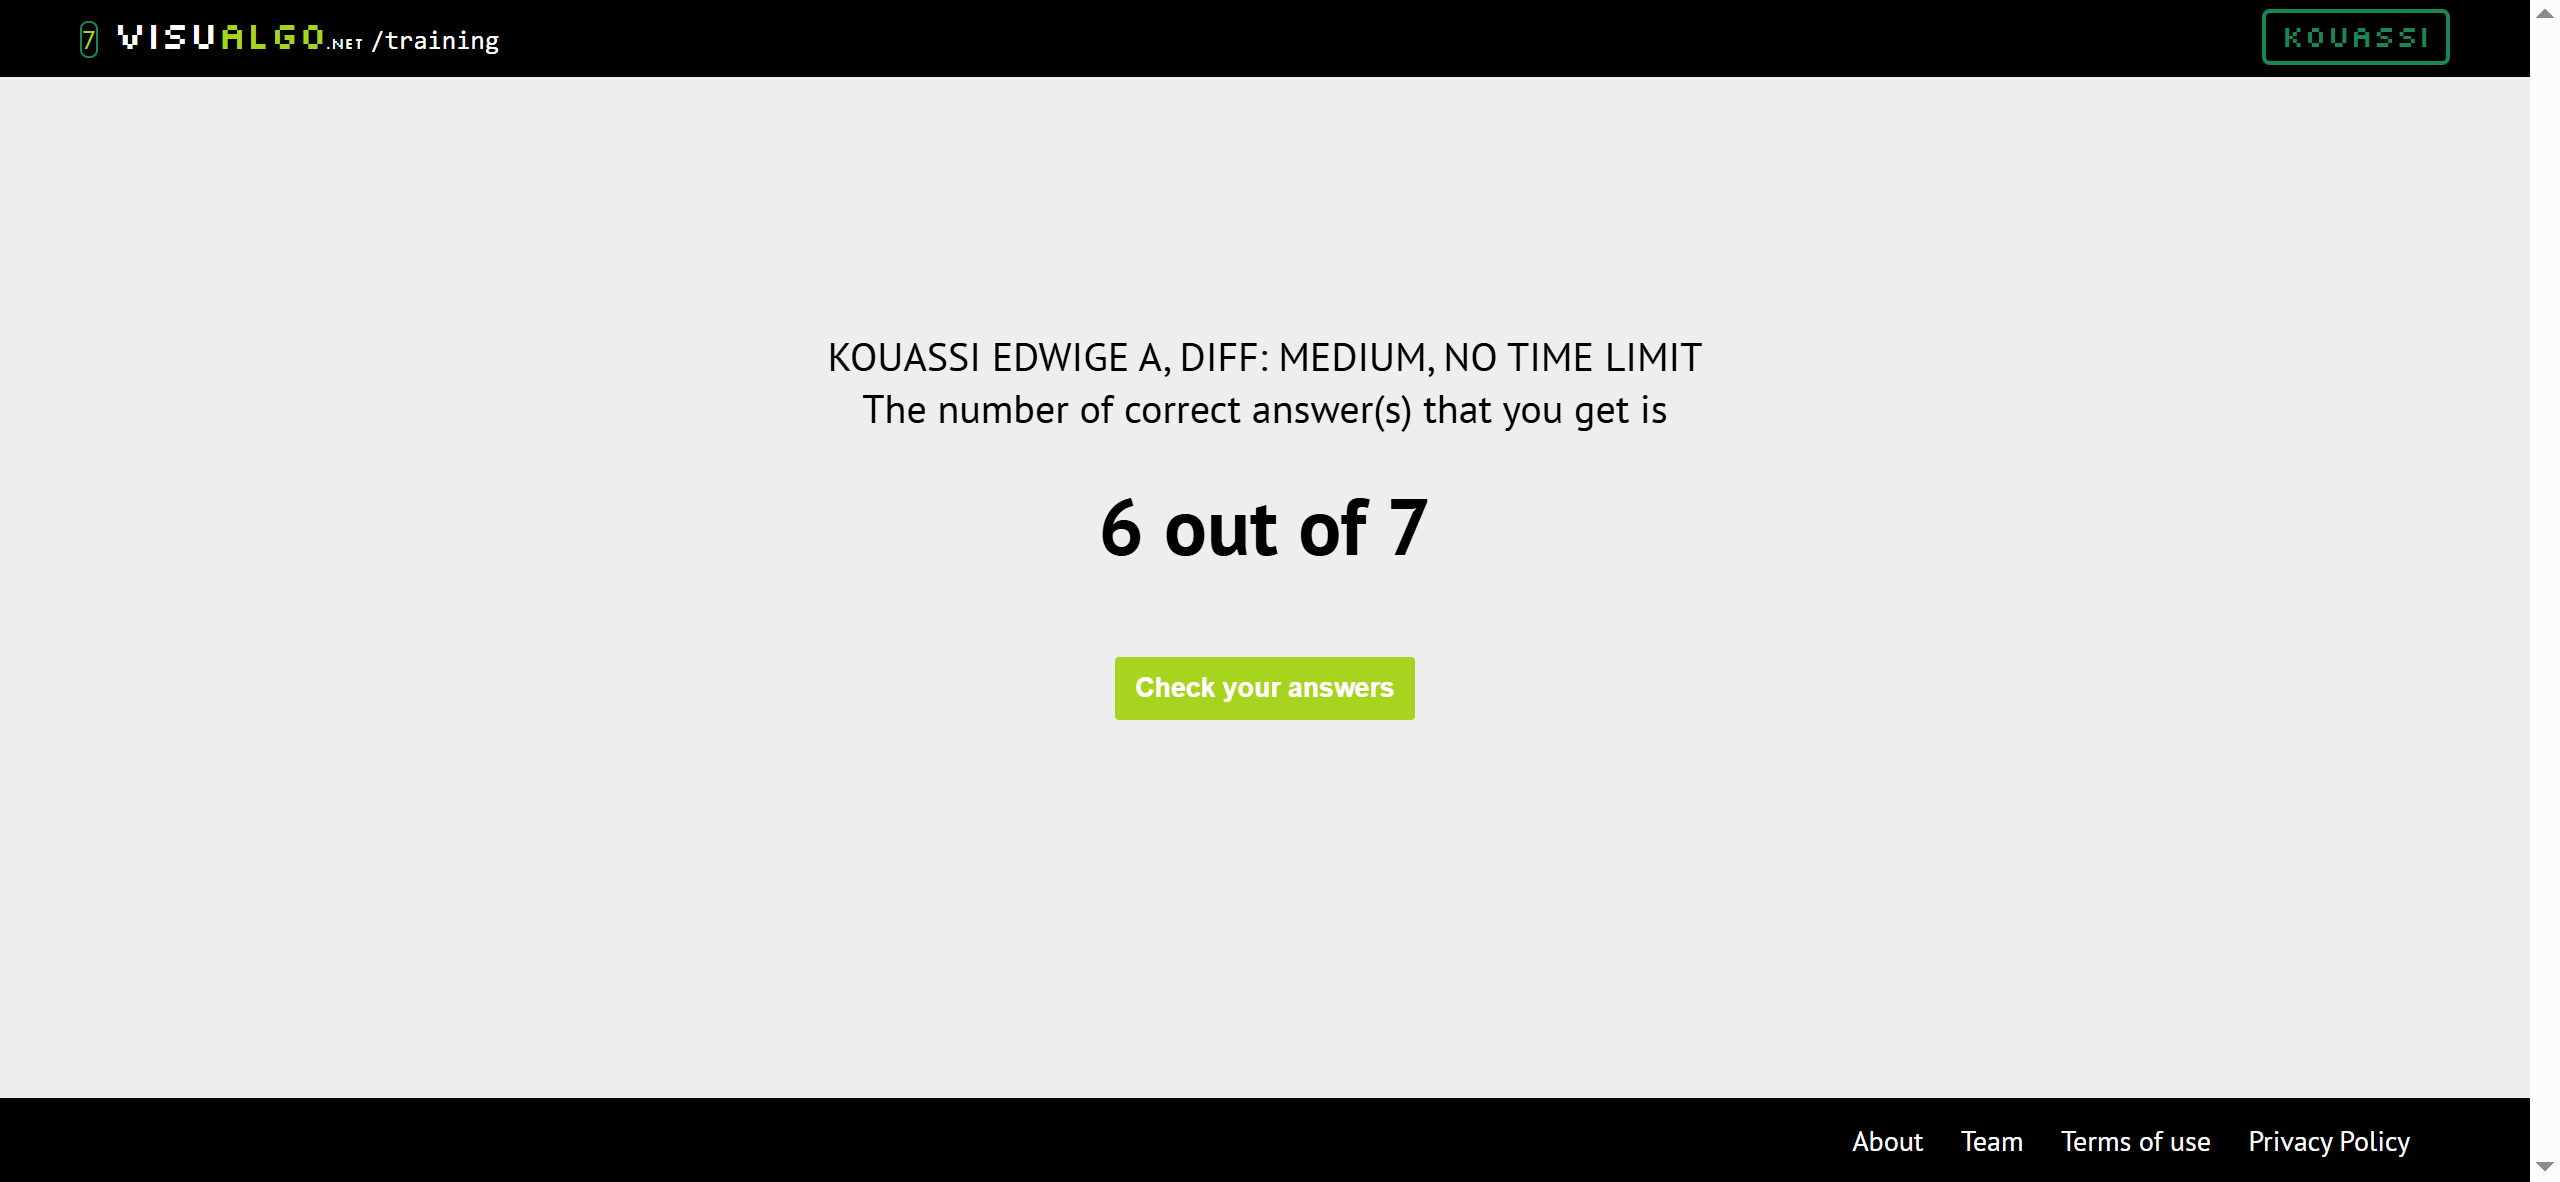 7 VISUALGO.NET /training
KOUASSI
KOUASSI EDWIGE A, DIFF: MEDIUM, NO TIME LIMIT
The number of correct answer(s) that you get is
6 out of 7
Check your answers
About Team Terms of use Privacy Policy